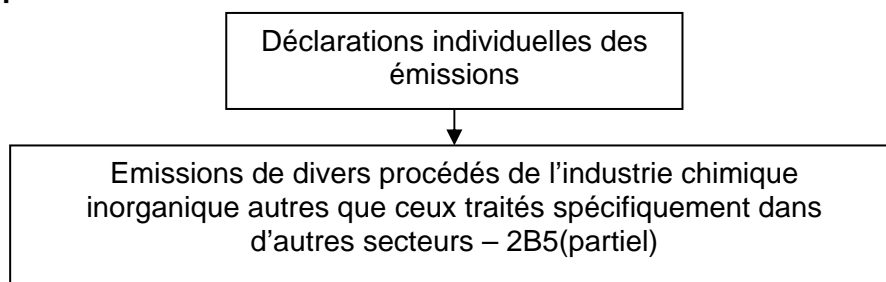 Déclarations individuelles des
émissions
Emissions de divers procédés de l'industrie chimique
inorganique autres que ceux traités spécifiquement dans
d'autres secteurs – 2B5(partiel)